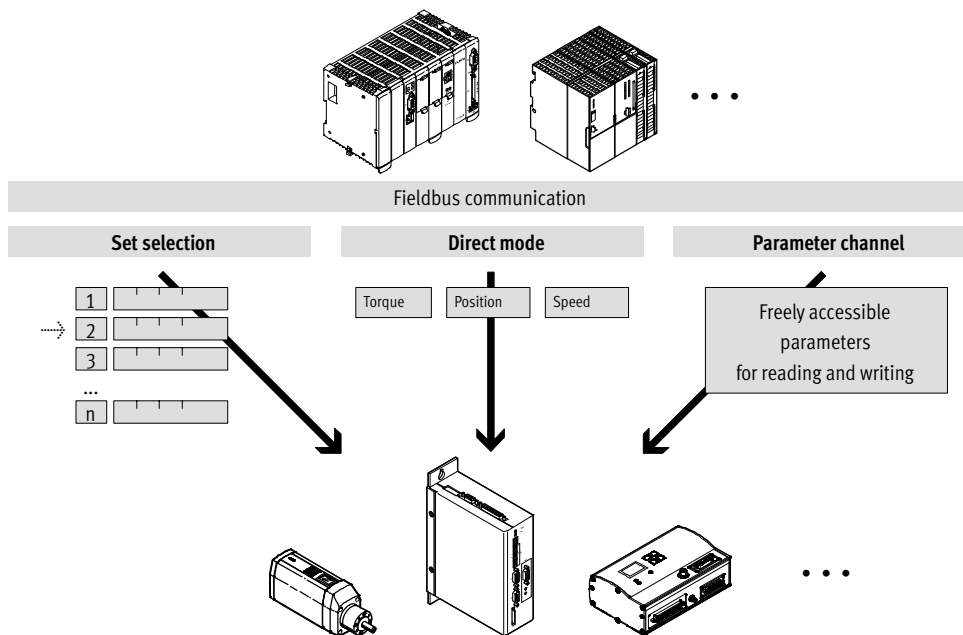 • • •
Fieldbus communication
Set selection
Direct mode
Parameter channel
1
2
3
...
n
Torque
Position
Speed
Freely accessible
parameters
for reading and writing
• • •